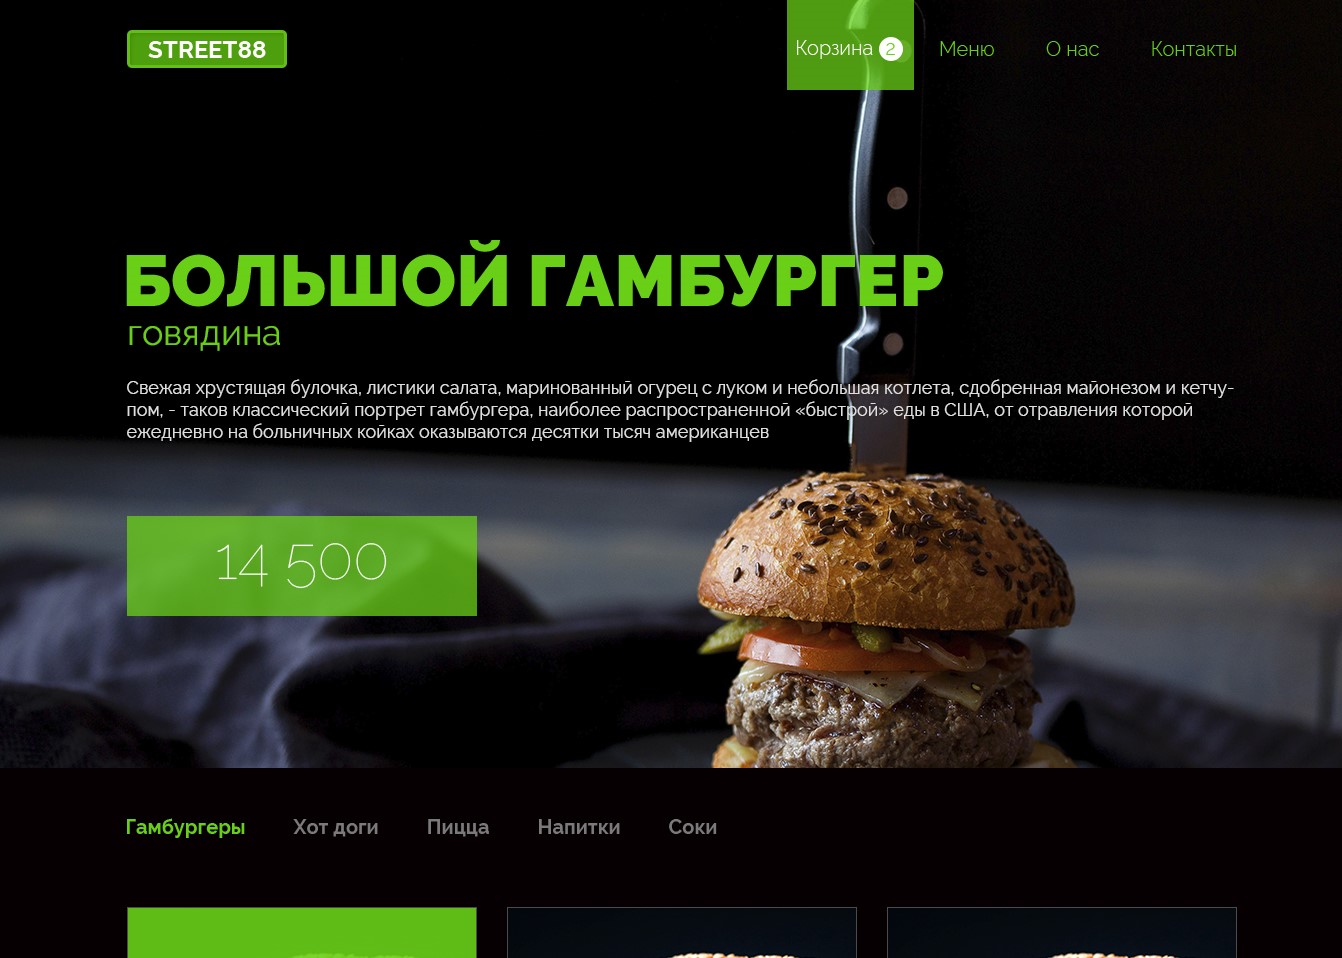 STREET88
Корзина 2
Меню
О нас
Контакты
БОЛЬШОЙ ГАМБУРГЕР
говядина
Свежая хрустящая булочка, листики салата, маринованный огурец с луком и небольшая котлета, сдобренная майонезом и кетчу-
пом, - таков классический портрет гамбургера, наиболее распространенной «быстрой» еды в США, от отравления которой
ежедневно на больничных койках оказываются десятки тысяч американцев
14 500
Гамбургеры
Хот доги
Пицца
Напитки
Соки